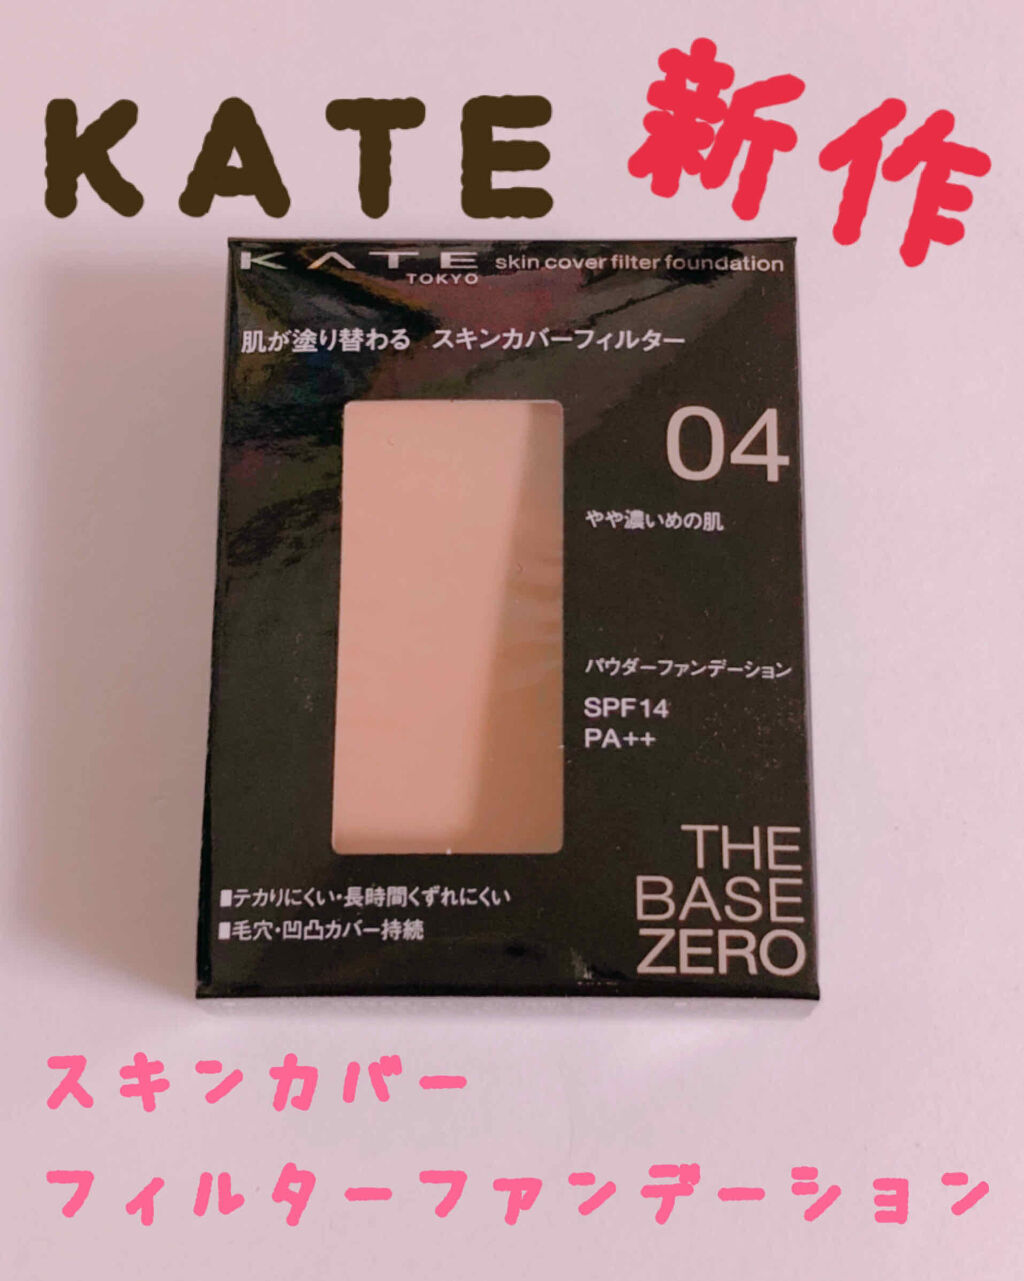 KATE 新作
KATE skin cover filter foundation
TOKYO
肌が塗り替わる スキンカバーフィルター
04
やや濃いめの肌
パウダーファンデーション
SPF14
PA++
THE
BASE
ZERO
■テカりにくい・長時間くずれにくい
■毛穴・凹凸カバー持続
スキンカバー
フィルターファンデーション